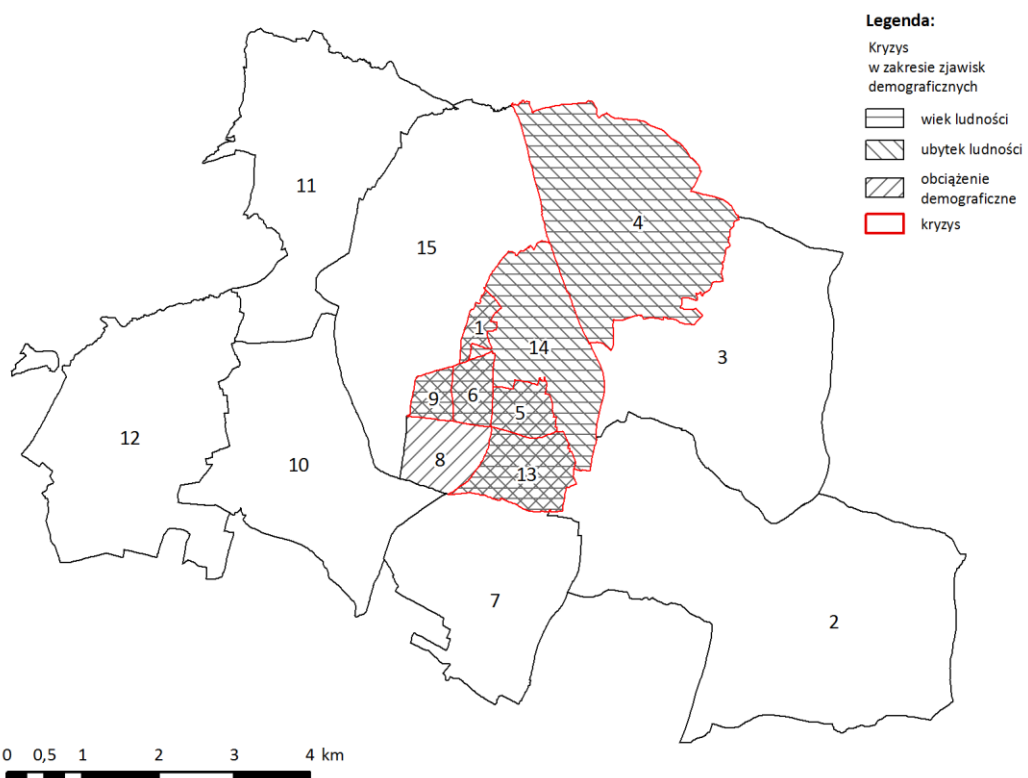 Legenda:
Kryzys
w zakresie zjawisk
demograficznych
wiek ludności
ubytek ludności
obciążenie
demograficzne
kryzys
11
15
4
1
14
3
9
6
5
12
10
8
13
7
2
0 0,5 1 2 3 4 km